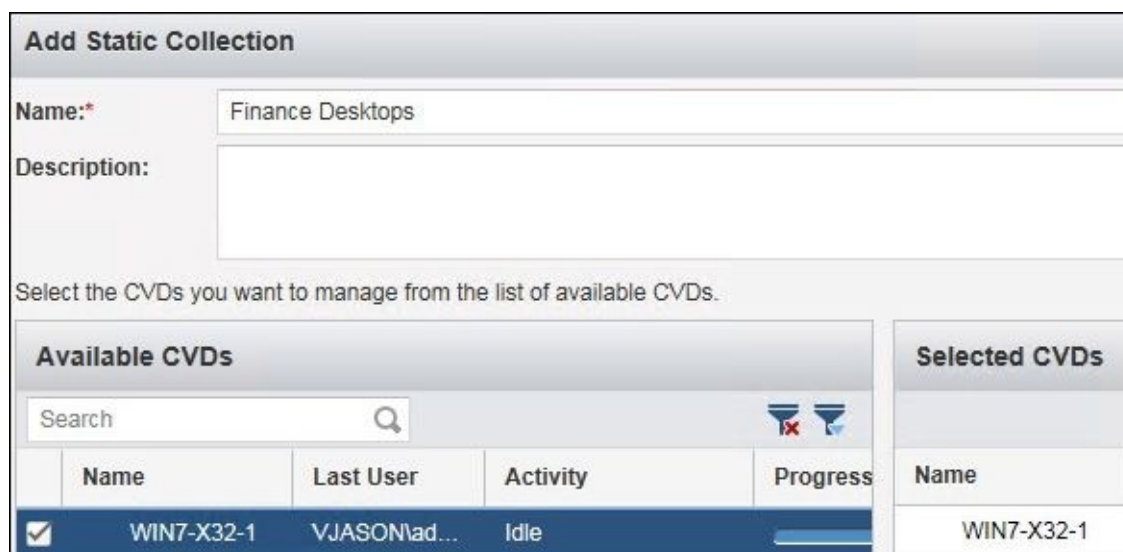 Add Static Collection
Name:* Finance Desktops
Description:
Select the CVDs you want to manage from the list of available CVDs.
Available CVDs Selected CVDs
Search
Name Last User Activity Progress Name
WIN7-X32-1 VJASON\ad... Idle WIN7-X32-1